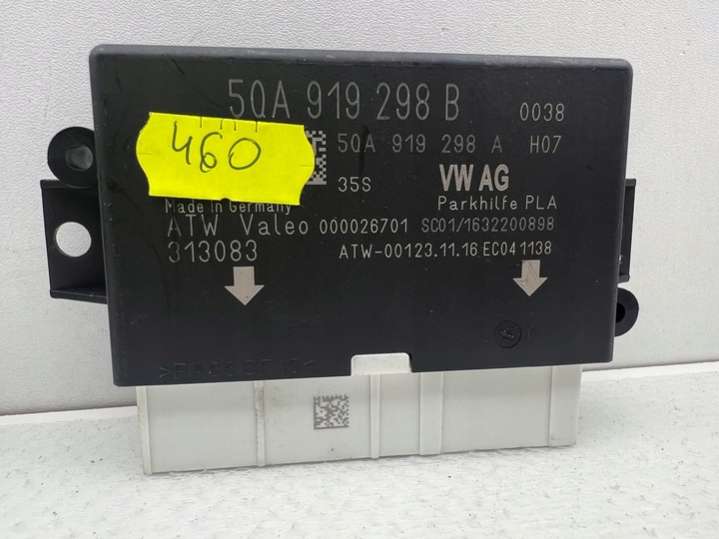 5QA 919 298 B 0038
460
5QA 919 298 A H07
35S VW AG
Parkhilfe PLA
Made in Germany
ATW Valeo 000026701 SC01/1632200898
313083 ATW-00123.11.16 EC041138